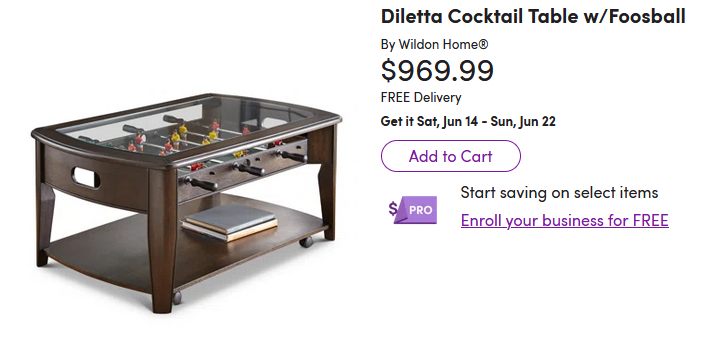 Diletta Cocktail Table w/Foosball
By Wildon Home®
$969.99
FREE Delivery
Get it Sat, Jun 14 - Sun, Jun 22
Add to Cart
$ PRO
Start saving on select items
Enroll your business for FREE